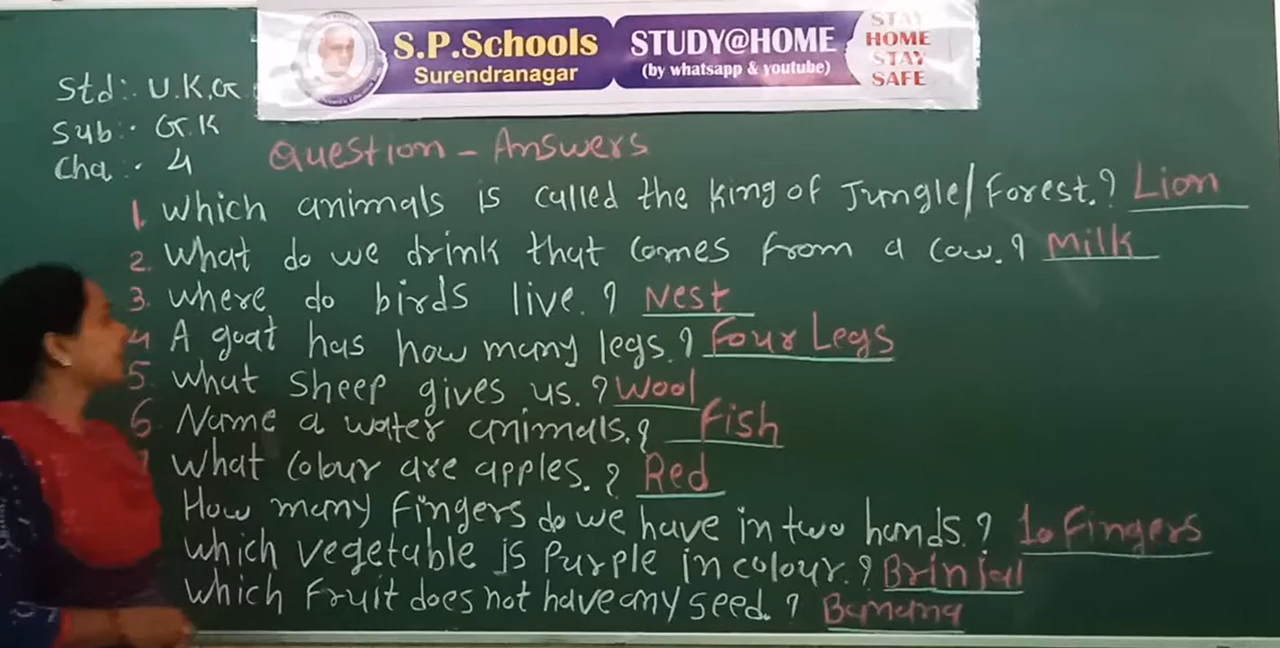 S.P.Schools
Surendranagar
STUDY@HOME
(by whatsapp & youtube)
STAY
HOME
STAY
SAFE
Std:- U.K.G
Sub:- G.K
Cha:- 4
Question - Answers
1. Which animals is called the king of Jungle/Forest.? Lion
2. What do we drink that comes from a cow.? Milk
3. Where do birds live.? Nest
4 A goat has how many legs.? Four Legs
5. What sheep gives us.? Wool
6. Name a water animals.? Fish
7 What colour are apples.? Red
How many fingers do we have in two hands.? 10 Fingers
Which vegetable is Purple in colour.? Brinjal
Which Fruit does not have any seed.? Banana